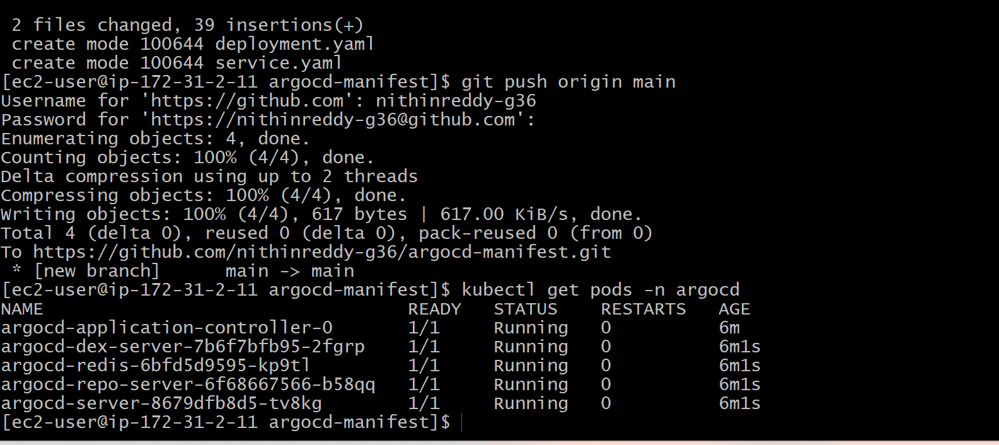 2 files changed, 39 insertions(+)
create mode 100644 deployment.yaml
create mode 100644 service.yaml
[ec2-user@ip-172-31-2-11 argocd-manifest]$ git push origin main
Username for 'https://github.com': nithinreddy-g36
Password for 'https://nithinreddy-g36@github.com':
Enumerating objects: 4, done.
Counting objects: 100% (4/4), done.
Delta compression using up to 2 threads
Compressing objects: 100% (4/4), done.
Writing objects: 100% (4/4), 617 bytes | 617.00 KiB/s, done.
Total 4 (delta 0), reused 0 (delta 0), pack-reused 0 (from 0)
To https://github.com/nithinreddy-g36/argocd-manifest.git
 * [new branch]      main -> main
[ec2-user@ip-172-31-2-11 argocd-manifest]$ kubectl get pods -n argocd
NAME                                  READY   STATUS    RESTARTS   AGE
argocd-application-controller-0       1/1     Running   0          6m
argocd-dex-server-7b6f7bfb95-2fgrp    1/1     Running   0          6m1s
argocd-redis-6bfd5d9595-kp9tl         1/1     Running   0          6m1s
argocd-repo-server-6f68667566-b58qq   1/1     Running   0          6m1s
argocd-server-8679dfb8d5-tv8kg        1/1     Running   0          6m1s
[ec2-user@ip-172-31-2-11 argocd-manifest]$